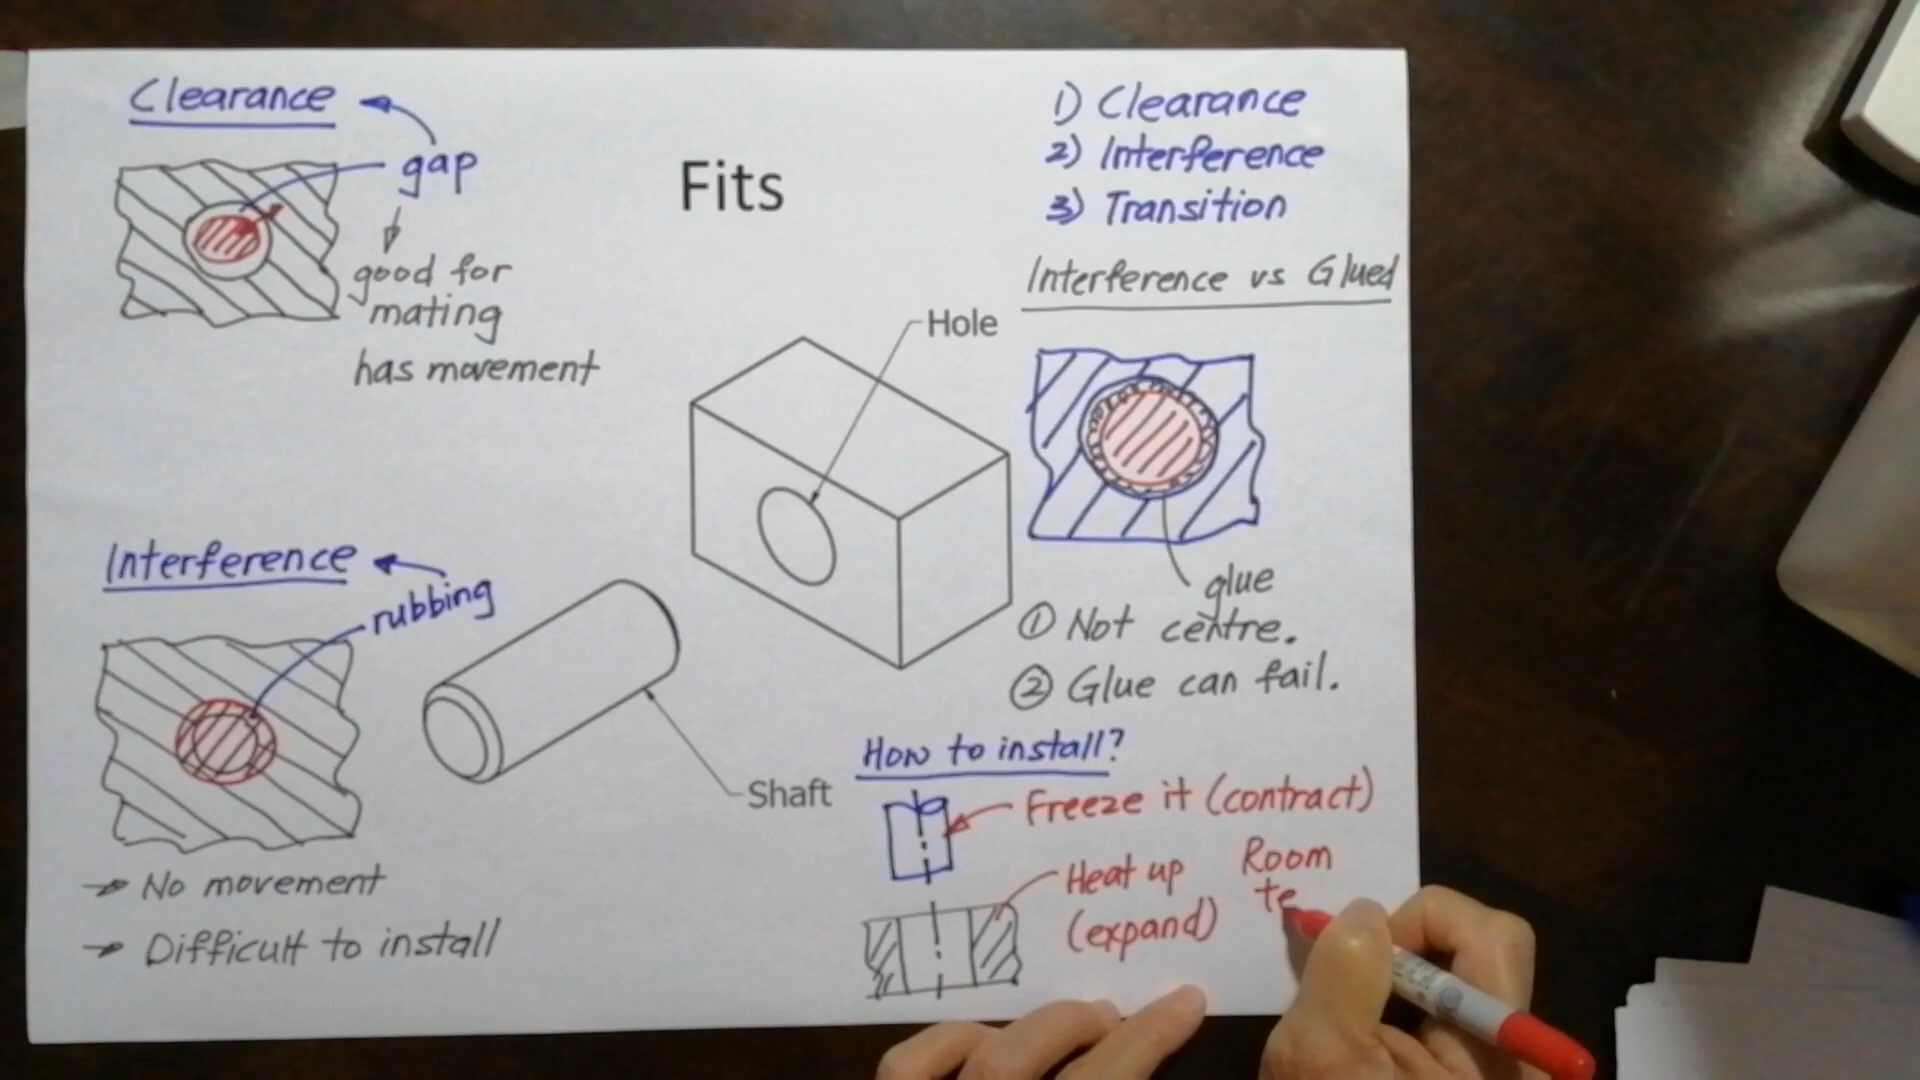 Clearance
gap
good for
mating
has movement
Fits
1) Clearance
2) Interference
3) Transition
Interference vs Glued
Hole
glue
① Not centre.
② Glue can fail.
Interference
rubbing
Shaft
→ No movement
→ Difficult to install
How to install?
Freeze it (contract)
Heat up
(expand)
Room
te